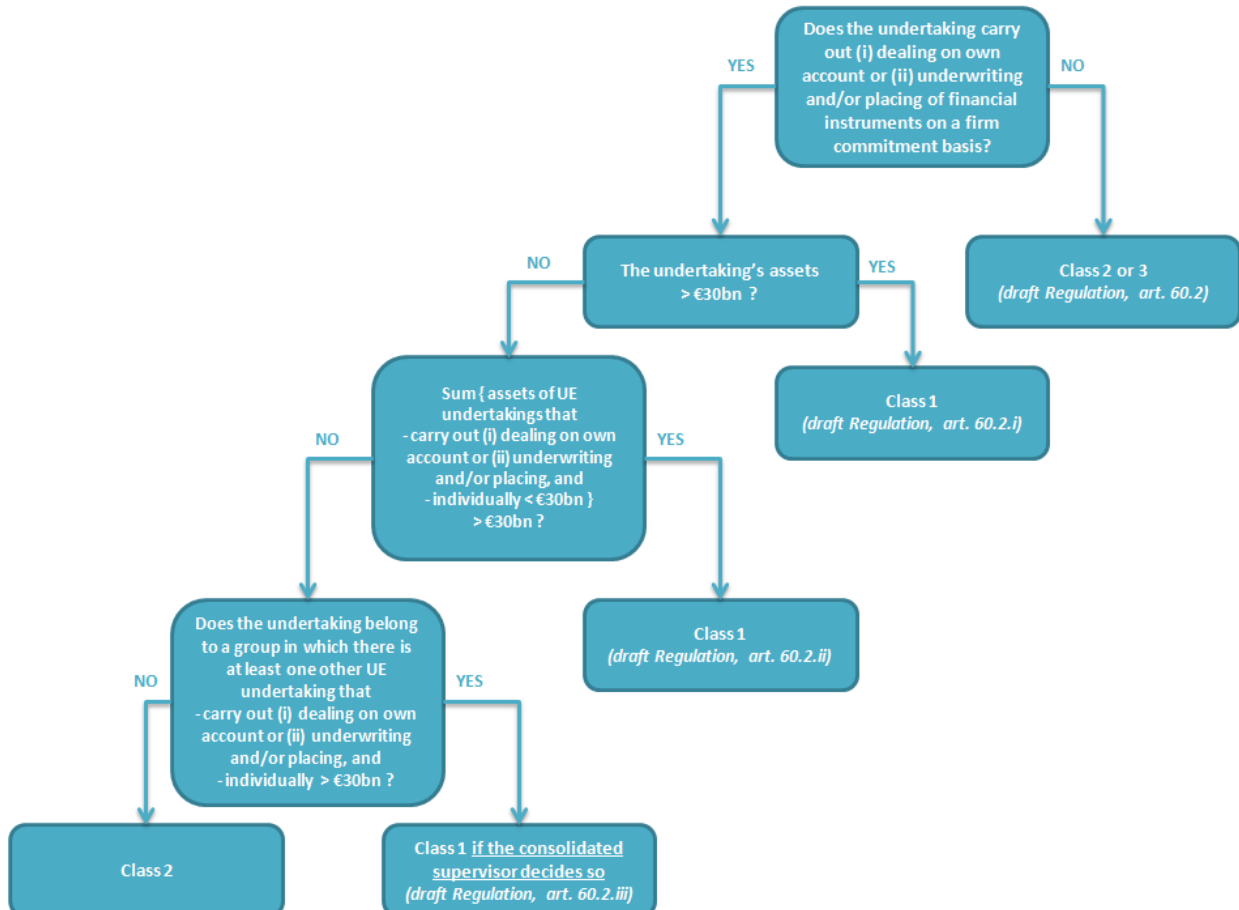 Does the undertaking carry
out (i) dealing on own
account or (ii) underwriting
and/or placing of financial
instruments on a firm
commitment basis?
YES
NO
The undertaking's assets
> €30bn ?
NO
YES
Class 2 or 3
(draft Regulation, art. 60.2)
Sum { assets of UE
undertakings that
- carry out (i) dealing on own
account or (ii) underwriting
and/or placing, and
- individually < €30bn }
> €30bn ?
NO
YES
Class 1
(draft Regulation, art. 60.2.i)
Does the undertaking belong
to a group in which there is
at least one other UE
undertaking that
- carry out (i) dealing on own
account or (ii) underwriting
and/or placing, and
- individually > €30bn ?
NO
YES
Class 1
(draft Regulation, art. 60.2.ii)
Class 2
Class 1 if the consolidated
supervisor decides so
(draft Regulation, art. 60.2.iii)